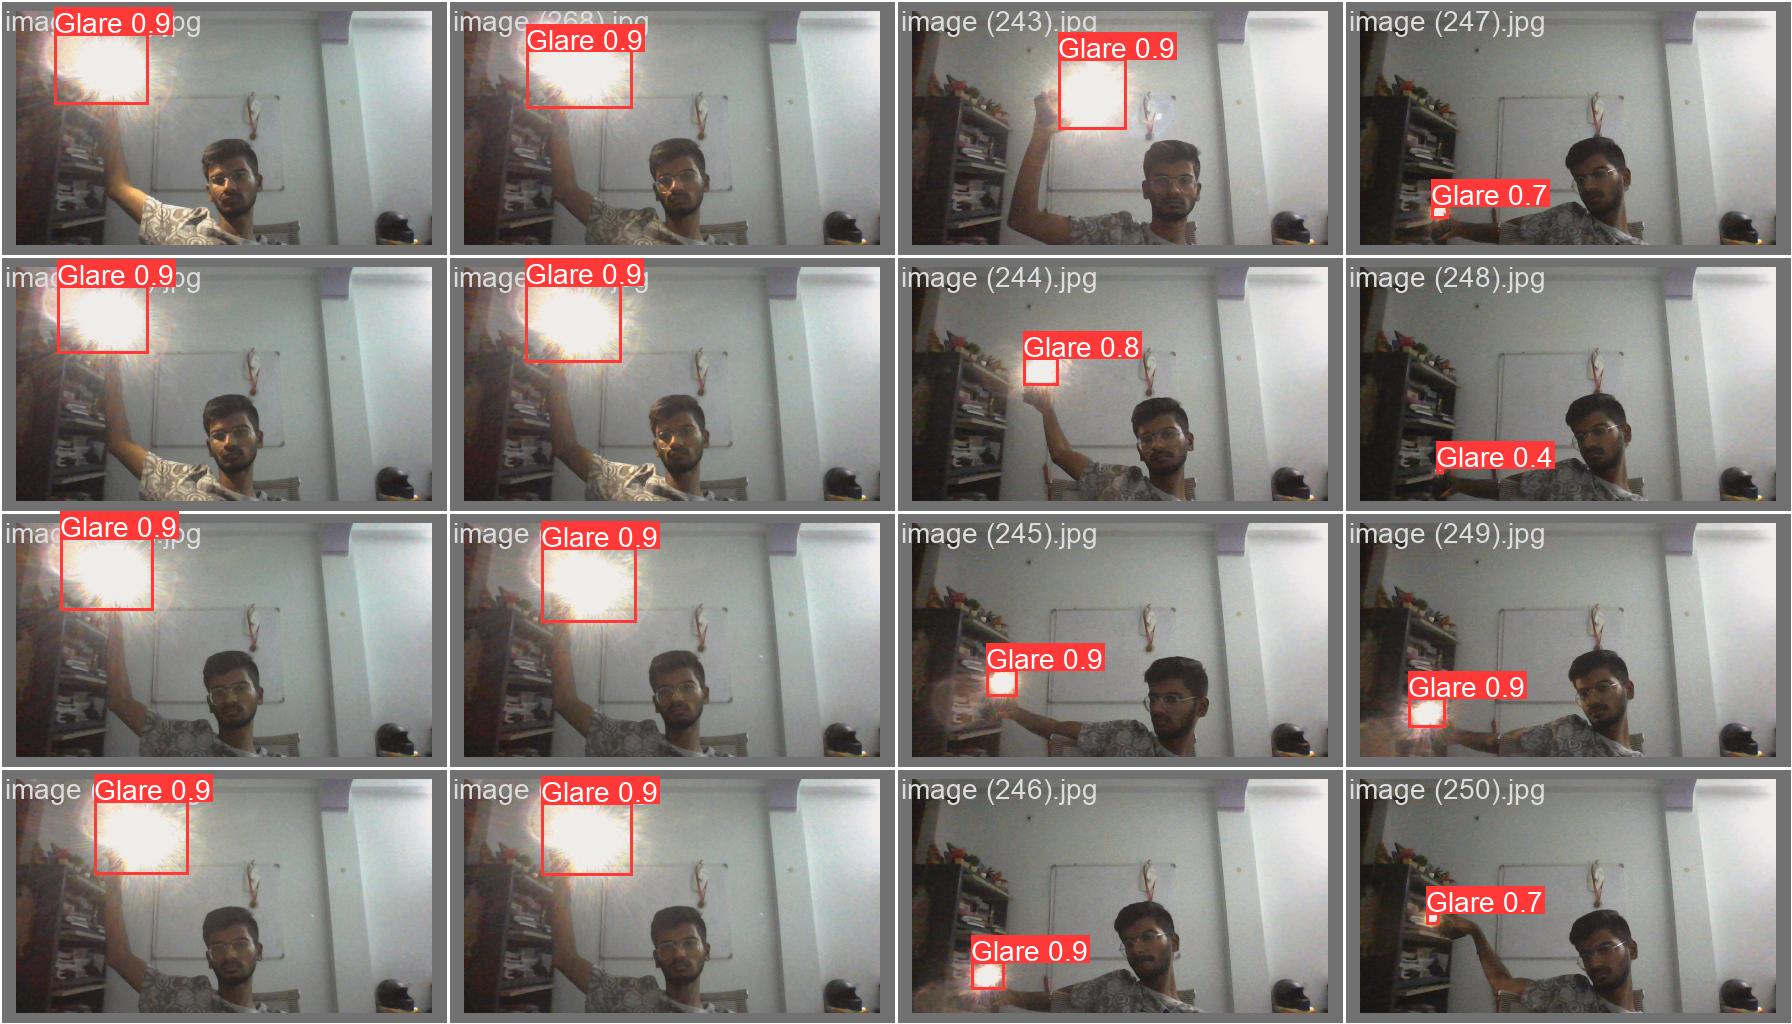 Glare 0.9
Glare 0.9
image (243).jpg
Glare 0.9
image (247).jpg
Glare 0.7
Glare 0.9
Glare 0.9
image (244).jpg
Glare 0.8
image (248).jpg
Glare 0.4
Glare 0.9
image
Glare 0.9
image (245).jpg
Glare 0.9
image (249).jpg
Glare 0.9
image
Glare 0.9
image
Glare 0.9
image (246).jpg
Glare 0.9
image (250).jpg
Glare 0.7